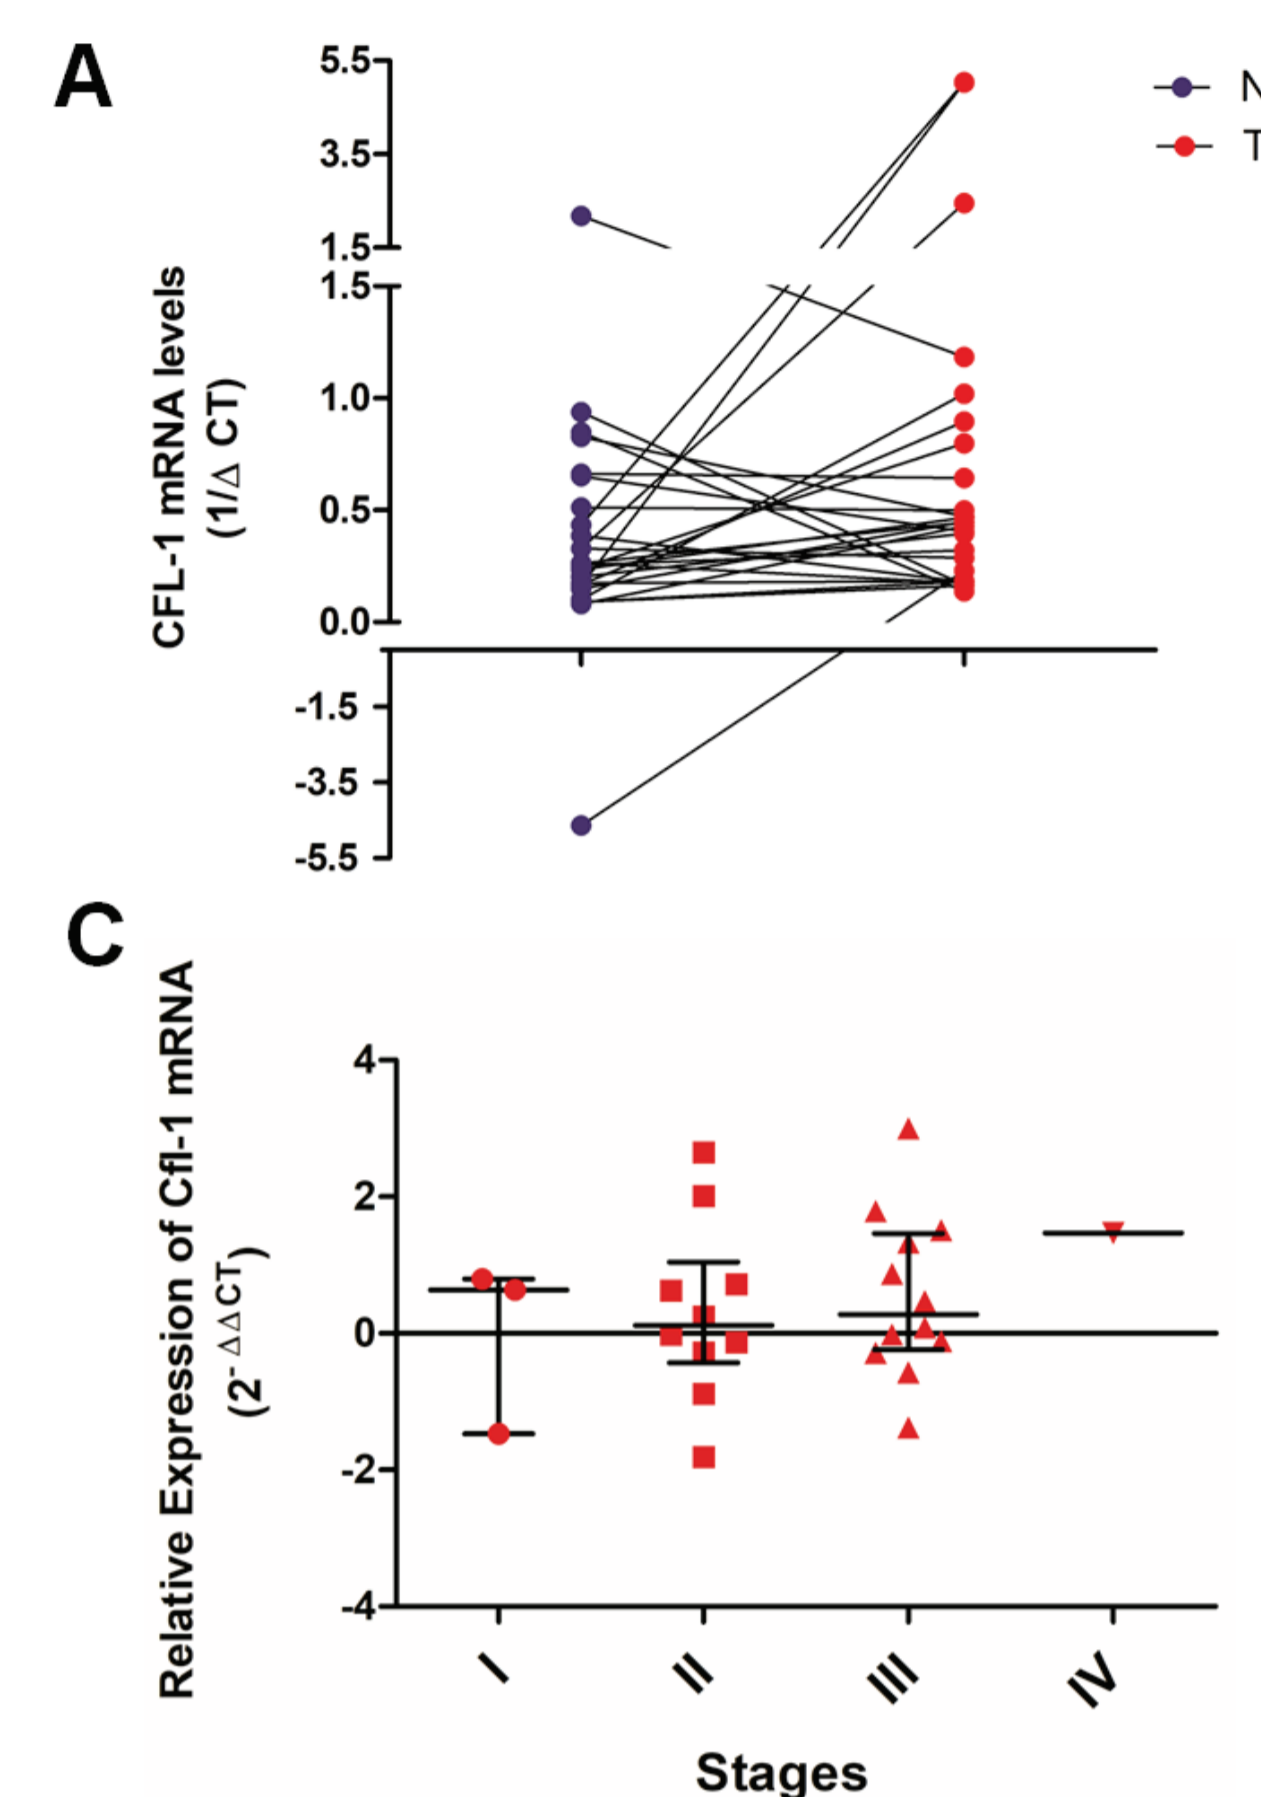 A
5.5
3.5
1.5
1.5
1.0
0.5
0.0
-1.5
-3.5
-5.5
CFL-1 mRNA levels
(1/Δ CT)
N
T
C
Relative Expression of Cfl-1 mRNA
(2^-ΔΔCT)
4
2
0
-2
-4
I
II
III
IV
Stages